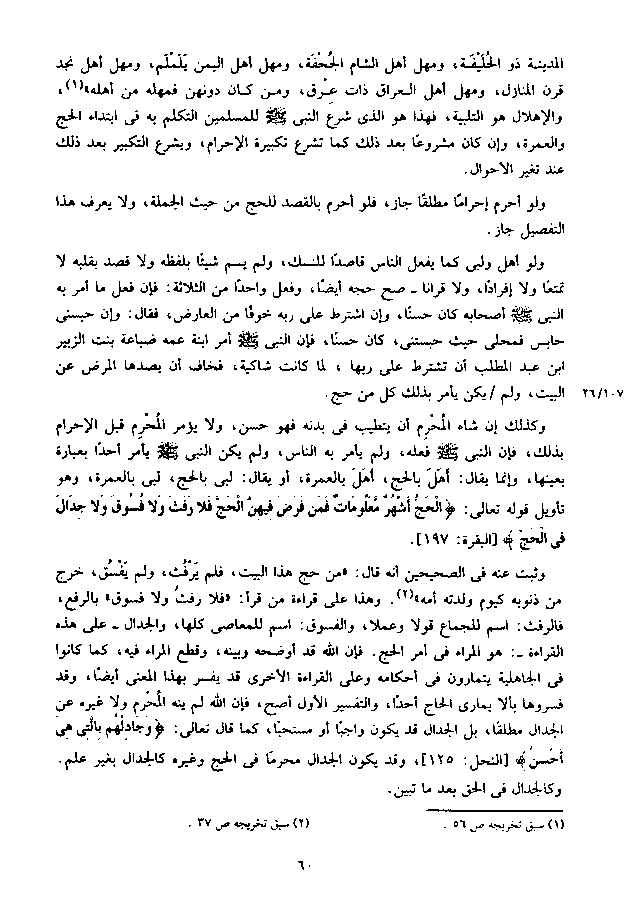 المدينة ذو الحُلَيْفَة، ومهل أهل الشام الجُحْفَة، ومهل أهل اليمن يَلَمْلَم، ومهل أهل نجد
قرن المنازل، ومهل أهل العراق ذات عِرْق، ومن كان دونهن فمهله من أهله»(١)،
والإهلال هو التلبية، فهذا هو الذى شرع النبى ﷺ للمسلمين التكلم به فى ابتداء الحج
والعمرة، وإن كان مشروعًا بعد ذلك كما تشرع تكبيرة الإحرام، ويشرع التكبير بعد ذلك
عند تغير الأحوال.
ولو أحرم إحرامًا مطلقًا جاز، فلو أحرم بالقصد للحج من حيث الجملة، ولا يعرف هذا
التفصيل جاز.
ولو أهل ولبى كما يفعل الناس قاصدًا للنسك، ولم يسم شيئًا بلفظه ولا قصد بقلبه لا
تمتعًا ولا إفرادًا، ولا قرانا ـ صح حجه أيضًا، وفعل واحدًا من الثلاثة: فإن فعل ما أمر به
النبى ﷺ أصحابه كان حسنًا، وإن اشترط على ربه خوفًا من العارض، فقال: وإن حبسنى
حابس فمحلى حيث حبستنى، كان حسنًا، فإن النبى ﷺ أمر ابنة عمه ضباعة بنت الزبير
ابن عبد المطلب أن تشترط على ربها ، لما كانت شاكية، فخاف أن يصدها المرض عن
البيت، ولم /يكن يأمر بذلك كل من حج. ٢٦/١٠٧
وكذلك إن شاء المُحْرِم أن يتطيب فى بدنه فهو حسن، ولا يؤمر المُحْرِم قبل الإحرام
بذلك، فإن النبى ﷺ فعله، ولم يأمر به الناس، ولم يكن النبى ﷺ يأمر أحدًا بعبارة
بعينها، وإنما يقال: أهلَ بالحج، أهلَ بالعمرة، أو يقال: لبى بالحج، لبى بالعمرة، وهو
تأويل قوله تعالى: ﴿ الْحَجُّ أَشْهُرٌ مَّعْلُومَاتٌ فَمَن فَرَضَ فِيهِنَّ الْحَجَّ فَلا رَفَثَ وَلا فُسُوقَ وَلا جِدَالَ
فِي الْحَجِّ ﴾ [البقرة: ١٩٧].
وثبت عنه فى الصحيحين أنه قال: «من حج هذا البيت، فلم يَرْفُث، ولم يَفْسُق، خرج
من ذنوبه كيوم ولدته أمه»(٢). وهذا على قراءة من قرأ: «فلا رفثٌ ولا فسوق» بالرفع،
فالرفث: اسم للجماع قولا وعملا، والفسوق: اسم للمعاصى كلها، والجدال ـ على هذه
القراءة ـ: هو المراء فى أمر الحج. فإن الله قد أوضحه وبينه، وقطع المراء فيه، كما كانوا
فى الجاهلية يتمارون فى أحكامه وعلى القراءة الأخرى قد يفسر بهذا المعنى أيضًا، وقد
فسروها بألا يمارى الحاج أحدًا، والتفسير الأول أصح، فإن الله لم ينه المُحْرِم ولا غيره عن
الجدال مطلقًا، بل الجدال قد يكون واجبًا أو مستحبًا، كما قال تعالى: ﴿ وَجَادِلْهُم بِالَّتِي هِيَ
أَحْسَنُ ﴾ [النحل: ١٢٥]، وقد يكون الجدال محرمًا فى الحج وغيره كالجدال بغير علم.
وكالجدال فى الحق بعد ما تبين.
(١) سبق تخريجه ص ٥٦ . (٢) سبق تخريجه ص ٣٧ .
٦٠